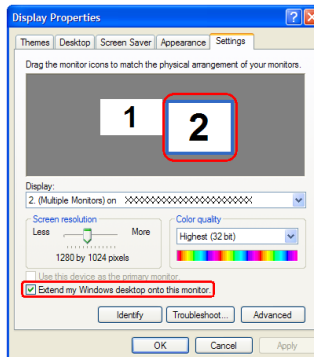 Display Properties
Themes Desktop Screen Saver Appearance Settings
Drag the monitor icons to match the physical arrangement of your monitors.
1 2
Display:
2. (Multiple Monitors) on XXXXXXXXXXXXXXXXXXXXXX
Screen resolution
Less More
1280 by 1024 pixels
Color quality
Highest (32 bit)
Use this device as the primary monitor.
Extend my Windows desktop onto this monitor.
Identify Troubleshoot... Advanced
OK Cancel Apply